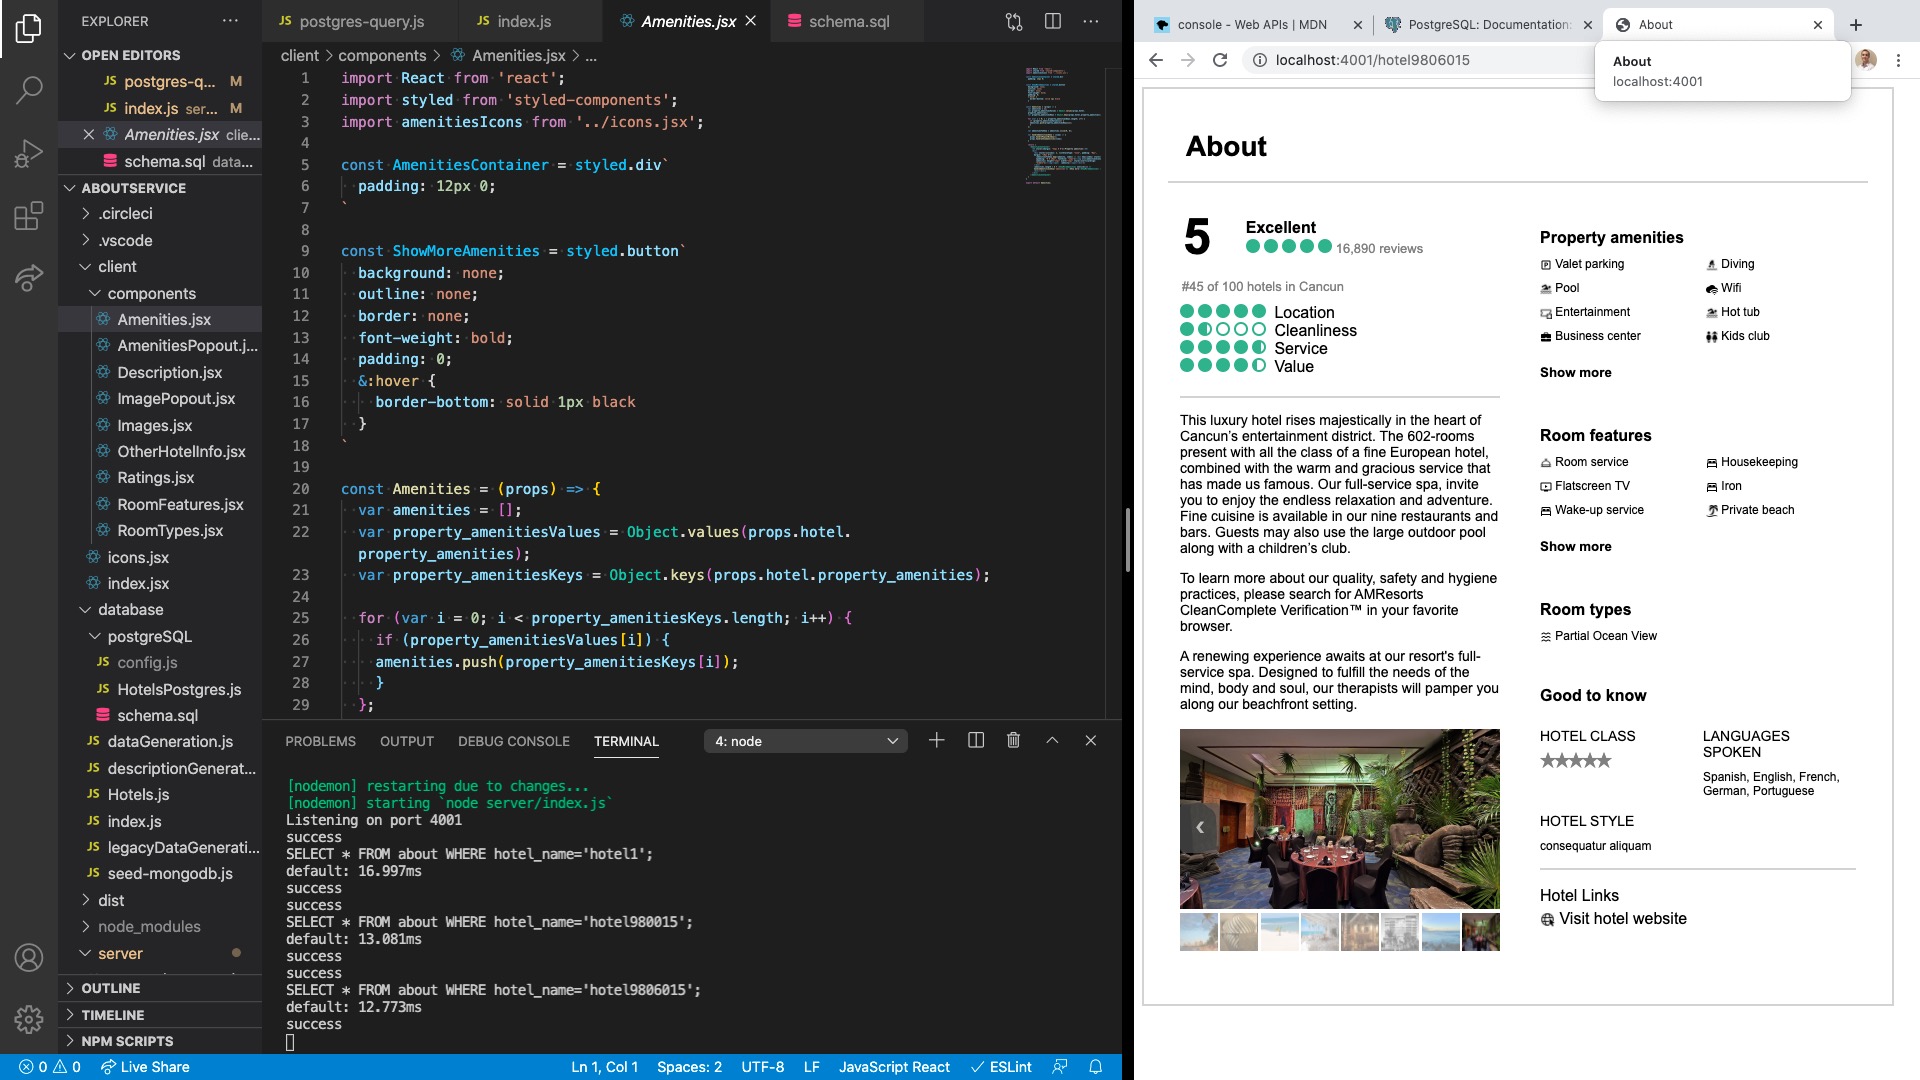 EXPLORER
OPEN EDITORS
JS postgres-q... M
JS index.js ser... M
Amenities.jsx clie...
schema.sql data...
ABOUTSERVICE
.circleci
.vscode
client
components
Amenities.jsx
AmenitiesPopout.j...
Description.jsx
ImagePopout.jsx
Images.jsx
OtherHotelInfo.jsx
Ratings.jsx
RoomFeatures.jsx
RoomTypes.jsx
icons.jsx
index.jsx
database
postgreSQL
JS config.js
JS HotelsPostgres.js
schema.sql
JS dataGeneration.js
JS descriptionGenerat...
JS Hotels.js
JS index.js
JS legacyDataGenerati...
JS seed-mongodb.js
dist
node_modules
server
OUTLINE
TIMELINE
NPM SCRIPTS
JS postgres-query.js
JS index.js
Amenities.jsx
schema.sql
client > components > Amenities.jsx > ...
1 import React from 'react';
2 import styled from 'styled-components';
3 import amenitiesIcons from '../icons.jsx';
4
5 const AmenitiesContainer = styled.div`
6 padding: 12px 0;
7 `
8
9 const ShowMoreAmenities = styled.button`
10 background: none;
11 outline: none;
12 border: none;
13 font-weight: bold;
14 padding: 0;
15 &:hover {
16 border-bottom: solid 1px black
17 }
18 `
19
20 const Amenities = (props) => {
21 var amenities = [];
22 var property_amenitiesValues = Object.values(props.hotel.
property_amenities);
23 var property_amenitiesKeys = Object.keys(props.hotel.property_amenities);
24
25 for (var i = 0; i < property_amenitiesKeys.length; i++) {
26 if (property_amenitiesValues[i]) {
27 amenities.push(property_amenitiesKeys[i]);
28 }
29 };
PROBLEMS OUTPUT DEBUG CONSOLE TERMINAL 4: node
[nodemon] restarting due to changes...
[nodemon] starting `node server/index.js`
Listening on port 4001
success
SELECT * FROM about WHERE hotel_name='hotel1';
default: 16.997ms
success
success
SELECT * FROM about WHERE hotel_name='hotel980015';
default: 13.081ms
success
success
SELECT * FROM about WHERE hotel_name='hotel9806015';
default: 12.773ms
success
0 0 Live Share Ln 1, Col 1 Spaces: 2 UTF-8 LF JavaScript React ESLint
console - Web APIs | MDN
PostgreSQL: Documentation:
About
localhost:4001/hotel9806015
About
localhost:4001
About
5
Excellent
16,890 reviews
#45 of 100 hotels in Cancun
Location
Cleanliness
Service
Value
This luxury hotel rises majestically in the heart of
Cancun's entertainment district. The 602-rooms
present with all the class of a fine European hotel,
combined with the warm and gracious service that
has made us famous. Our full-service spa, invite
you to enjoy the endless relaxation and adventure.
Fine cuisine is available in our nine restaurants and
bars. Guests may also use the large outdoor pool
along with a children's club.
To learn more about our quality, safety and hygiene
practices, please search for AMResorts
CleanComplete Verification™ in your favorite
browser.
A renewing experience awaits at our resort's full-
service spa. Designed to fulfill the needs of the
mind, body and soul, our therapists will pamper you
along our beachfront setting.
Property amenities
Valet parking Diving
Pool Wifi
Entertainment Hot tub
Business center Kids club
Show more
Room features
Room service Housekeeping
Flatscreen TV Iron
Wake-up service Private beach
Show more
Room types
Partial Ocean View
Good to know
HOTEL CLASS
LANGUAGES
SPOKEN
Spanish, English, French,
German, Portuguese
HOTEL STYLE
consequatur aliquam
Hotel Links
Visit hotel website